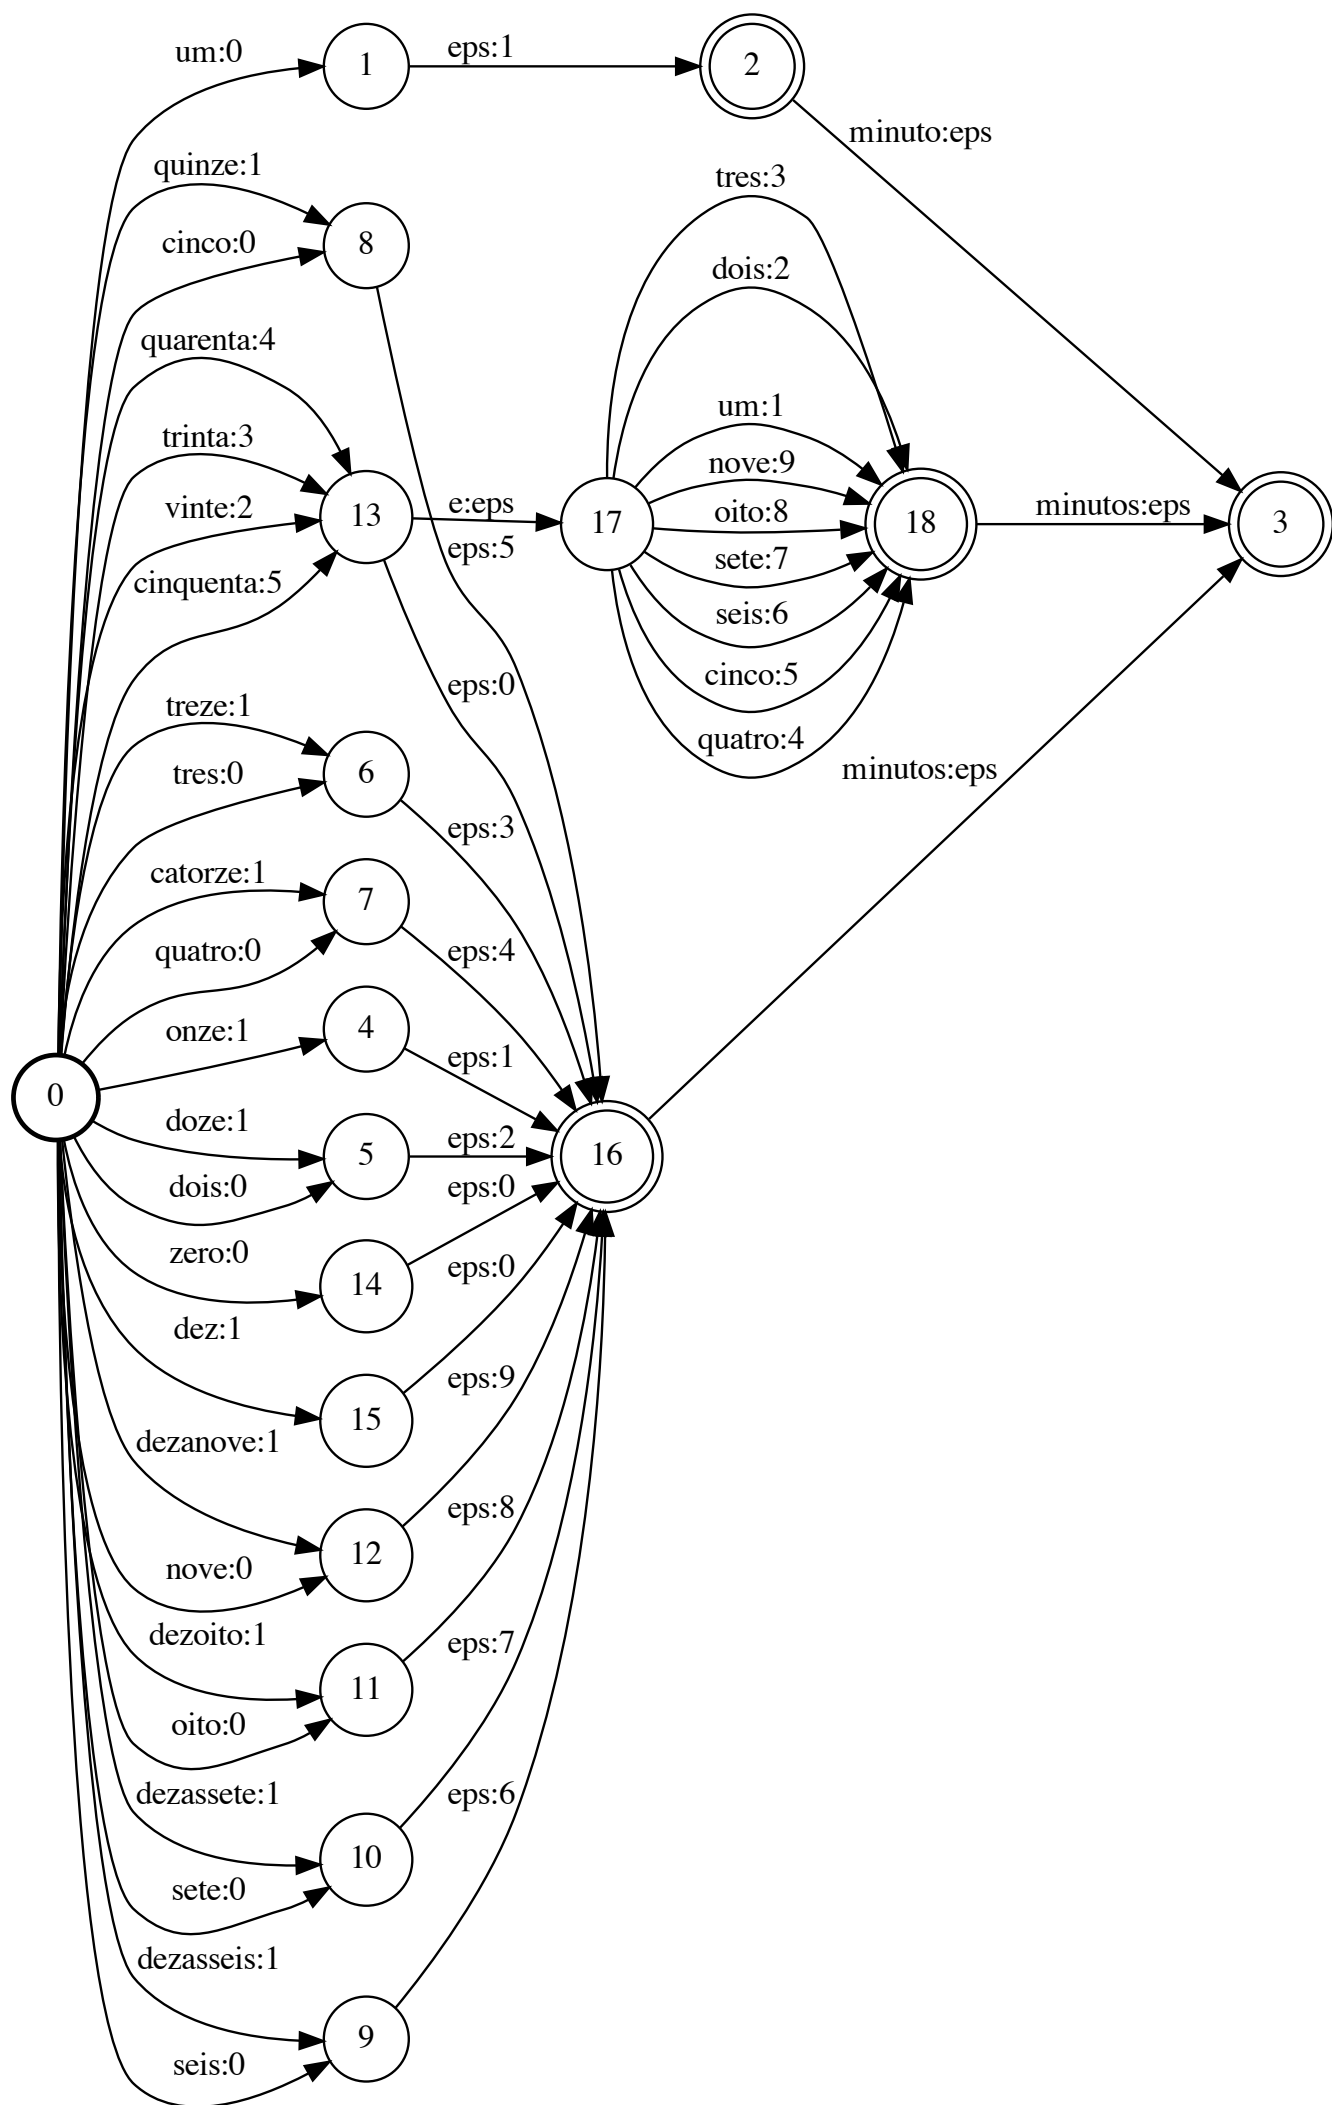 um:0
1
eps:1
2
minuto:eps
quinze:1
cinco:0
8
tres:3
dois:2
quarenta:4
trinta:3
vinte:2
cinquenta:5
13
e:eps
eps:5
eps:0
17
um:1
nove:9
oito:8
sete:7
seis:6
cinco:5
quatro:4
18
minutos:eps
3
minutos:eps
treze:1
tres:0
6
eps:3
catorze:1
quatro:0
7
eps:4
0
onze:1
4
eps:1
doze:1
dois:0
5
eps:2
16
zero:0
14
eps:0
dez:1
15
eps:0
dezanove:1
nove:0
12
eps:9
dezoito:1
oito:0
11
eps:8
dezassete:1
sete:0
10
eps:7
dezasseis:1
seis:0
9
eps:6